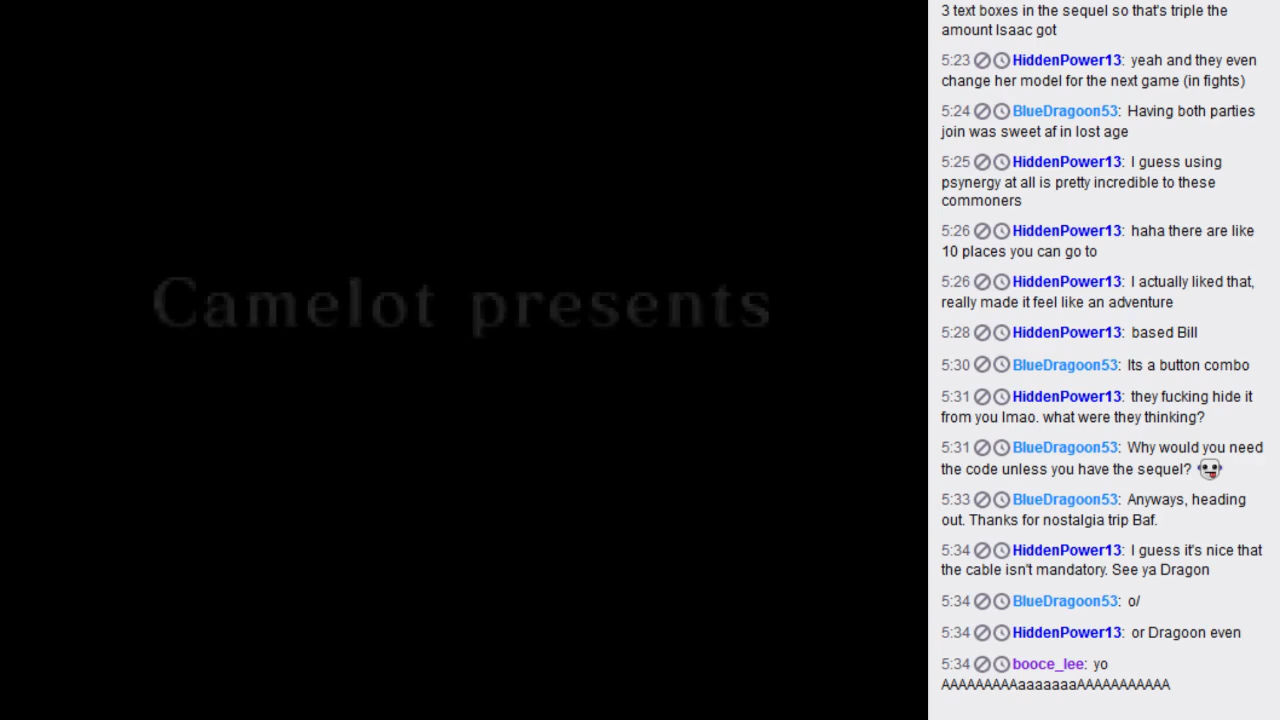 Camelot presents
3 text boxes in the sequel so that's triple the
amount Isaac got
5:23 HiddenPower13: yeah and they even
change her model for the next game (in fights)
5:24 BlueDragoon53: Having both parties
join was sweet af in lost age
5:25 HiddenPower13: I guess using
psynergy at all is pretty incredible to these
commoners
5:26 HiddenPower13: haha there are like
10 places you can go to
5:26 HiddenPower13: I actually liked that,
really made it feel like an adventure
5:28 HiddenPower13: based Bill
5:30 BlueDragoon53: Its a button combo
5:31 HiddenPower13: they fucking hide it
from you lmao. what were they thinking?
5:31 BlueDragoon53: Why would you need
the code unless you have the sequel?
5:33 BlueDragoon53: Anyways, heading
out. Thanks for nostalgia trip Baf.
5:34 HiddenPower13: I guess it's nice that
the cable isn't mandatory. See ya Dragon
5:34 BlueDragoon53: o/
5:34 HiddenPower13: or Dragoon even
5:34 booce_lee: yo
AAAAAAAAAaaaaaaaAAAAAAAAAAA